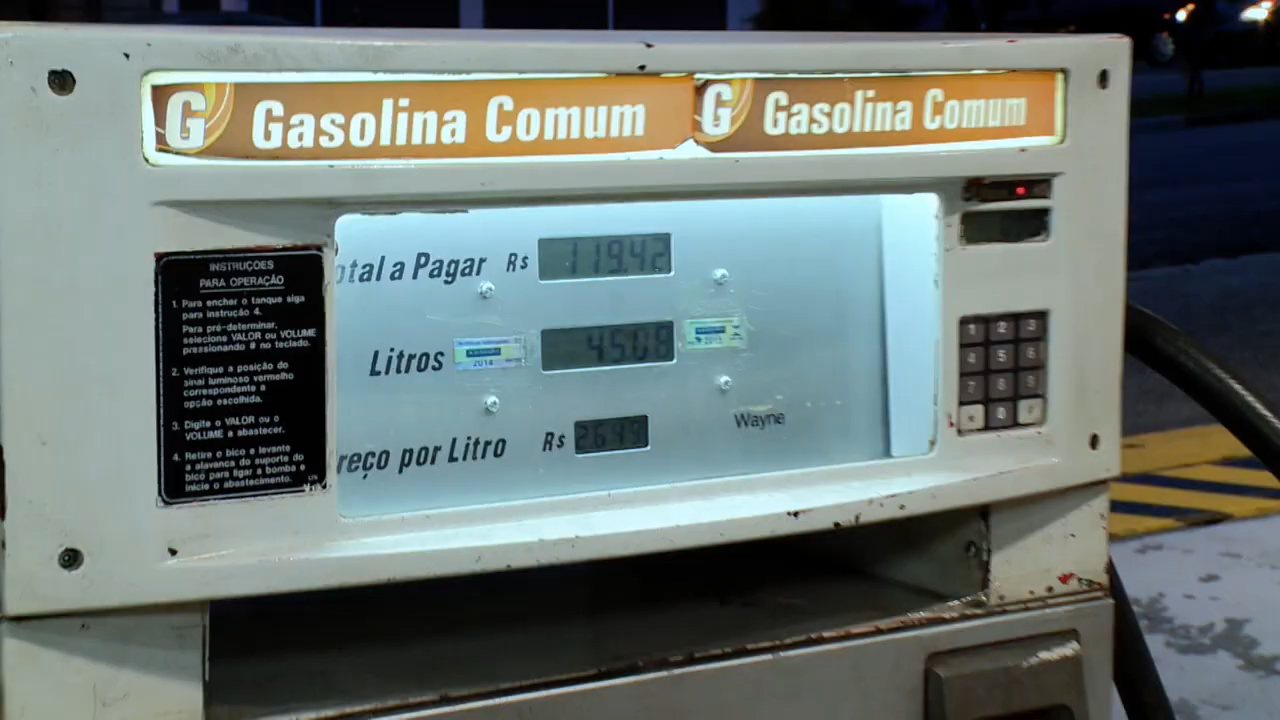 G Gasolina Comum G Gasolina Comum
INSTRUÇÕES
PARA OPERAÇÃO
1. Para encher o tanque siga
para instrução 4.
Para pré-determinar,
selecione VALOR ou VOLUME
pressionando # no teclado.
2. Verifique a posição do
sinal luminoso vermelho
correspondente a
opção escolhida.
3. Digite o VALOR ou o
VOLUME a abastecer.
4. Retire o bico e levante
a alavanca do suporte do
bico para ligar a bomba e
inicie o abastecimento.
otal a Pagar R$ 119.42
Litros 45.08
2014
reço por Litro R$ 2.649
Wayne
1 2 3
4 5 6
7 8 9
0